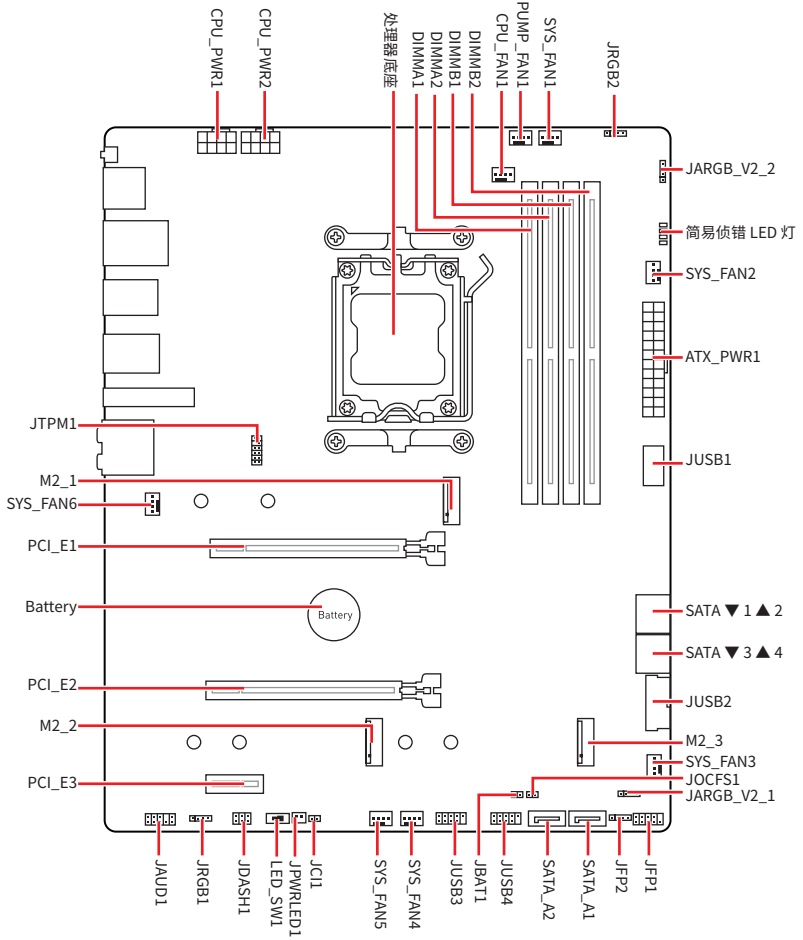 CPU_PWR1
CPU_PWR2
处理器底座
DIMMA1
DIMMA2
DIMMB1
DIMMB2
CPU_FAN1
PUMP_FAN1
SYS_FAN1
JRGB2
JARGB_V2_2
简易侦错 LED 灯
SYS_FAN2
ATX_PWR1
JTPM1
JUSB1
M2_1
SYS_FAN6
PCI_E1
Battery
Battery
SATA ▼ 1 ▲ 2
SATA ▼ 3 ▲ 4
PCI_E2
JUSB2
M2_2
M2_3
SYS_FAN3
PCI_E3
JOCFS1
JARGB_V2_1
JAUD1
JRGB1
JDASH1
LED_SW1
JPWRLED1
JCI1
SYS_FAN5
SYS_FAN4
JUSB3
JBAT1
JUSB4
SATA_A2
SATA_A1
JFP2
JFP1